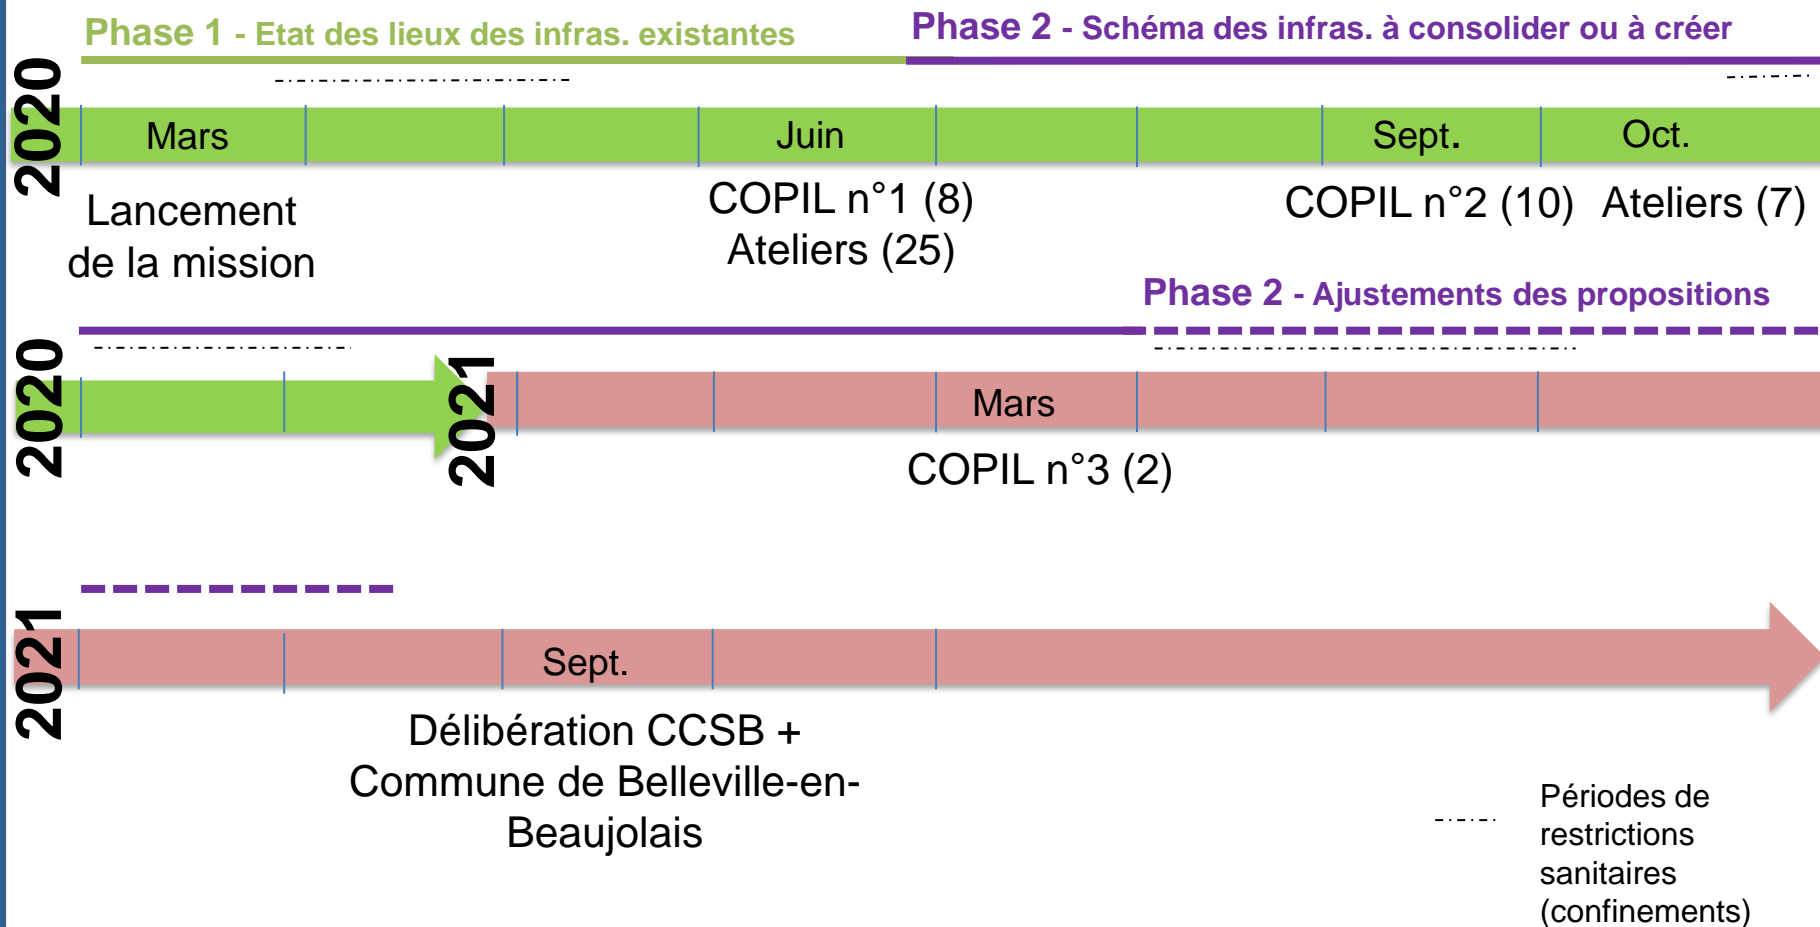 Phase 1 - Etat des lieux des infras. existantes
Phase 2 - Schéma des infras. à consolider ou à créer
2020
Mars
Juin
Sept.
Oct.
Lancement
de la mission
COPIL n°1 (8)
Ateliers (25)
COPIL n°2 (10)
Ateliers (7)
Phase 2 - Ajustements des propositions
2020
2021
Mars
COPIL n°3 (2)
2021
Sept.
Délibération CCSB +
Commune de Belleville-en-
Beaujolais
Périodes de
restrictions
sanitaires
(confinements)